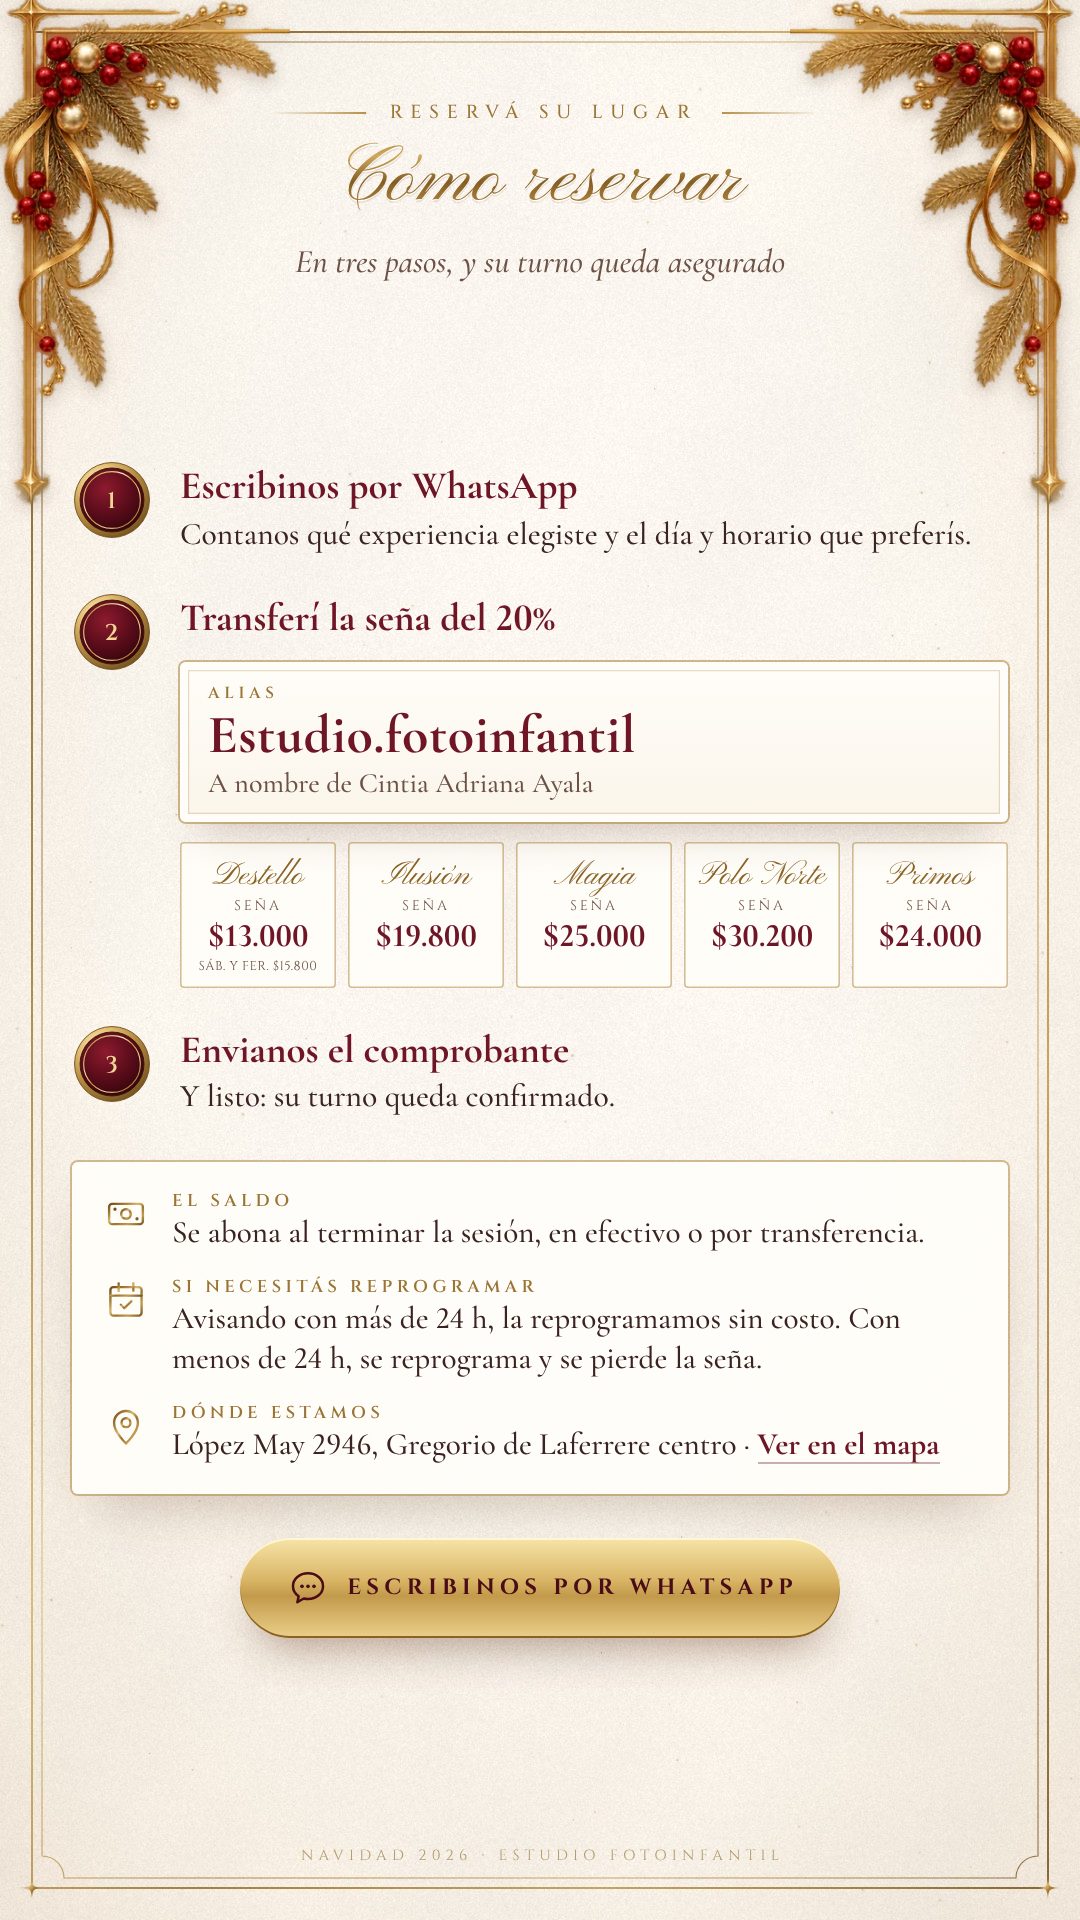 RESERVÁ SU LUGAR
Cómo reservar
En tres pasos, y su turno queda asegurado
1
Escribinos por WhatsApp
Contanos qué experiencia elegiste y el día y horario que preferís.
2
Transferí la seña del 20%
ALIAS
Estudio.fotoinfantil
A nombre de Cintia Adriana Ayala
Destello
SEÑA
$13.000
SÁB. Y FER. $15.800
Ilusión
SEÑA
$19.800
Magia
SEÑA
$25.000
Polo Norte
SEÑA
$30.200
Primos
SEÑA
$24.000
3
Envianos el comprobante
Y listo: su turno queda confirmado.
EL SALDO
Se abona al terminar la sesión, en efectivo o por transferencia.
SI NECESITÁS REPROGRAMAR
Avisando con más de 24 h, la reprogramamos sin costo. Con
menos de 24 h, se reprograma y se pierde la seña.
DÓNDE ESTAMOS
López May 2946, Gregorio de Laferrere centro · Ver en el mapa
ESCRIBINOS POR WHATSAPP
NAVIDAD 2026 · ESTUDIO FOTOINFANTIL